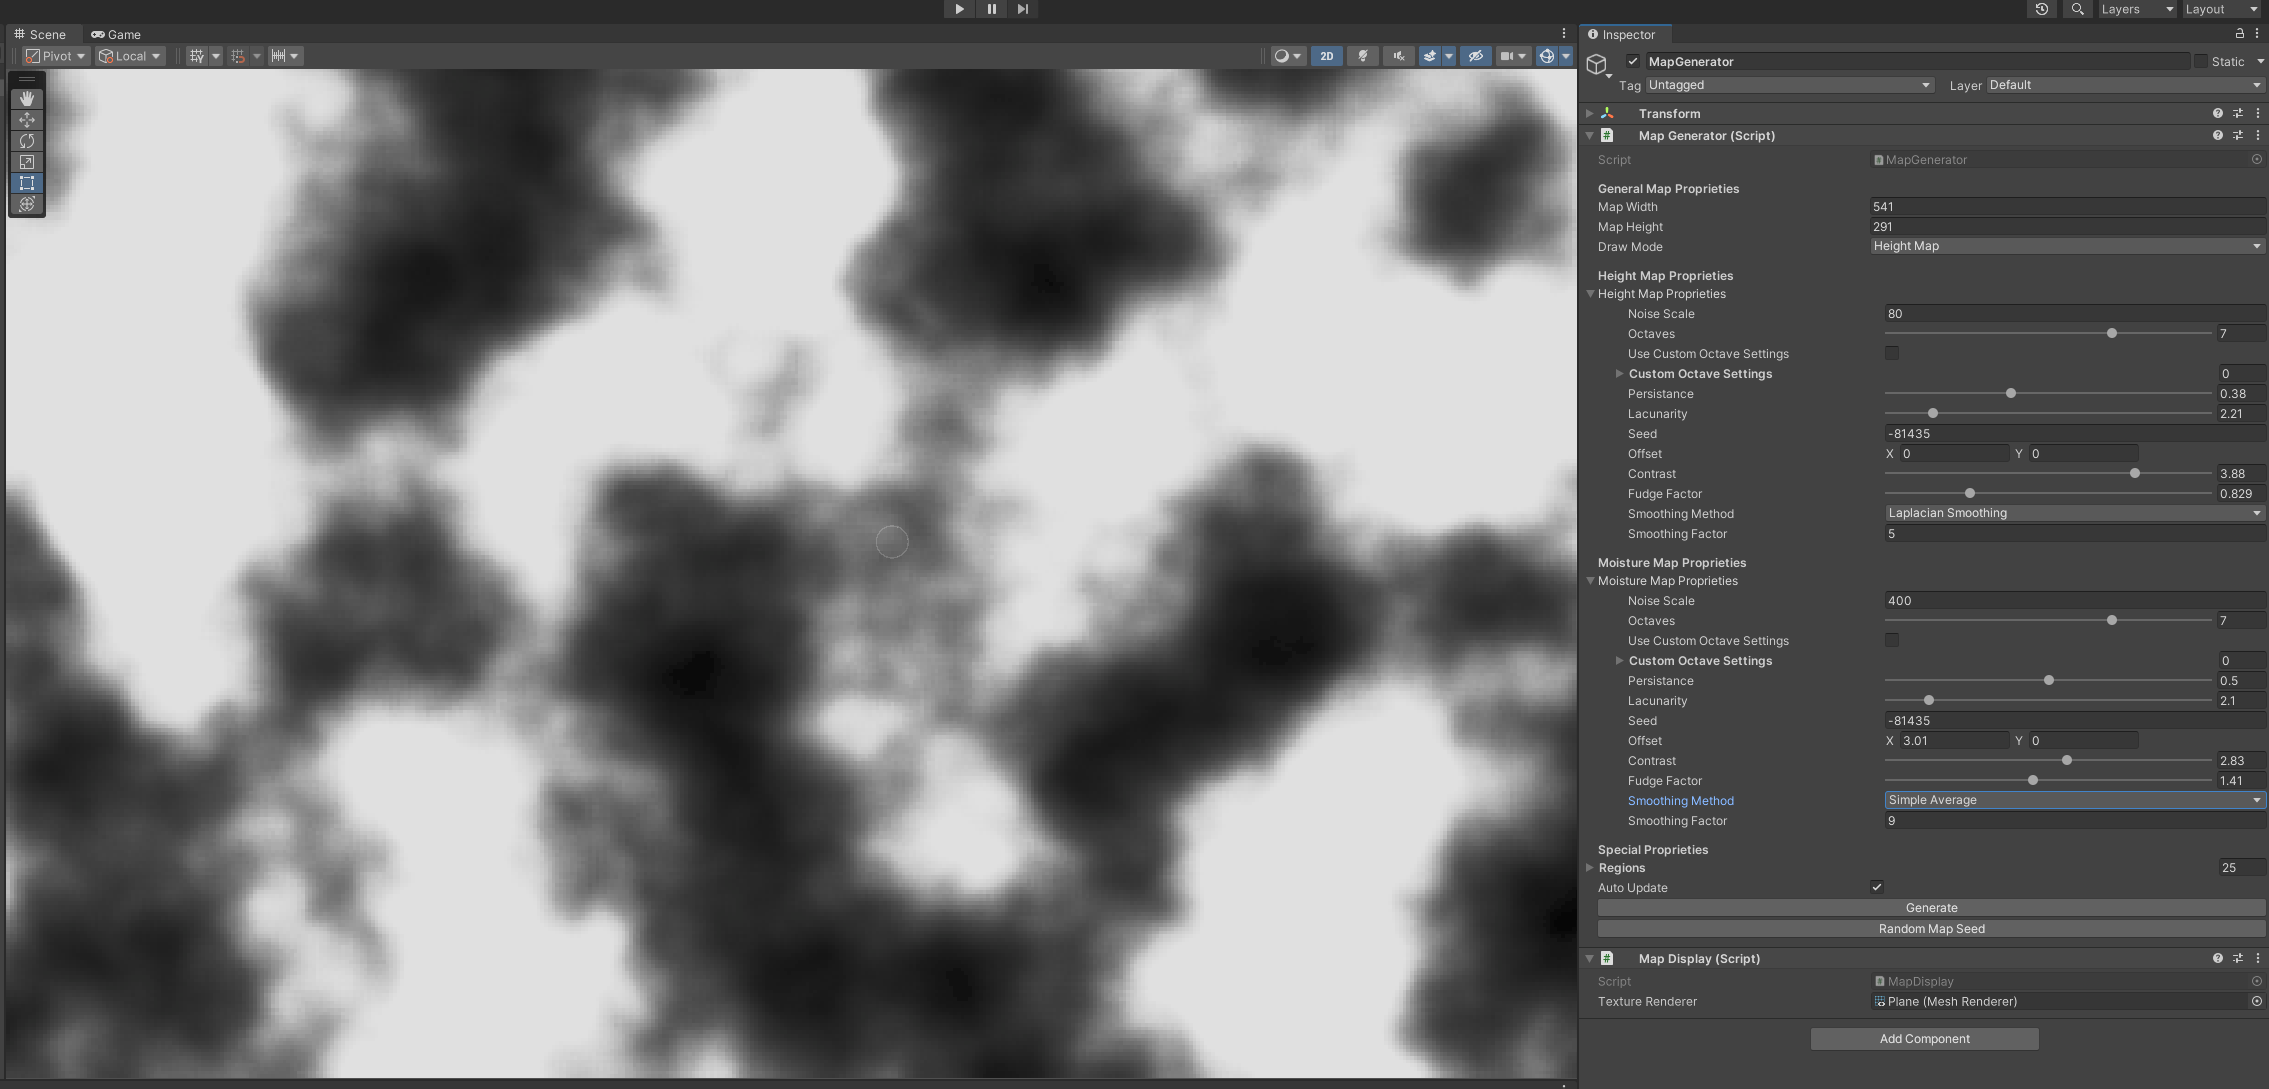 Layers
Layout
Scene
Game
Pivot
Local
2D
Inspector
MapGenerator
Static
Tag Untagged
Layer Default
Transform
Map Generator (Script)
Script MapGenerator
General Map Proprieties
Map Width 541
Map Height 291
Draw Mode Height Map
Height Map Proprieties
Height Map Proprieties
Noise Scale 80
Octaves 7
Use Custom Octave Settings
Custom Octave Settings 0
Persistance 0.38
Lacunarity 2.21
Seed -81435
Offset X 0 Y 0
Contrast 3.88
Fudge Factor 0.829
Smoothing Method Laplacian Smoothing
Smoothing Factor 5
Moisture Map Proprieties
Moisture Map Proprieties
Noise Scale 400
Octaves 7
Use Custom Octave Settings
Custom Octave Settings 0
Persistance 0.5
Lacunarity 2.1
Seed -81435
Offset X 3.01 Y 0
Contrast 2.83
Fudge Factor 1.41
Smoothing Method Simple Average
Smoothing Factor 9
Special Proprieties
Regions 25
Auto Update
Generate
Random Map Seed
Map Display (Script)
Script MapDisplay
Texture Renderer Plane (Mesh Renderer)
Add Component